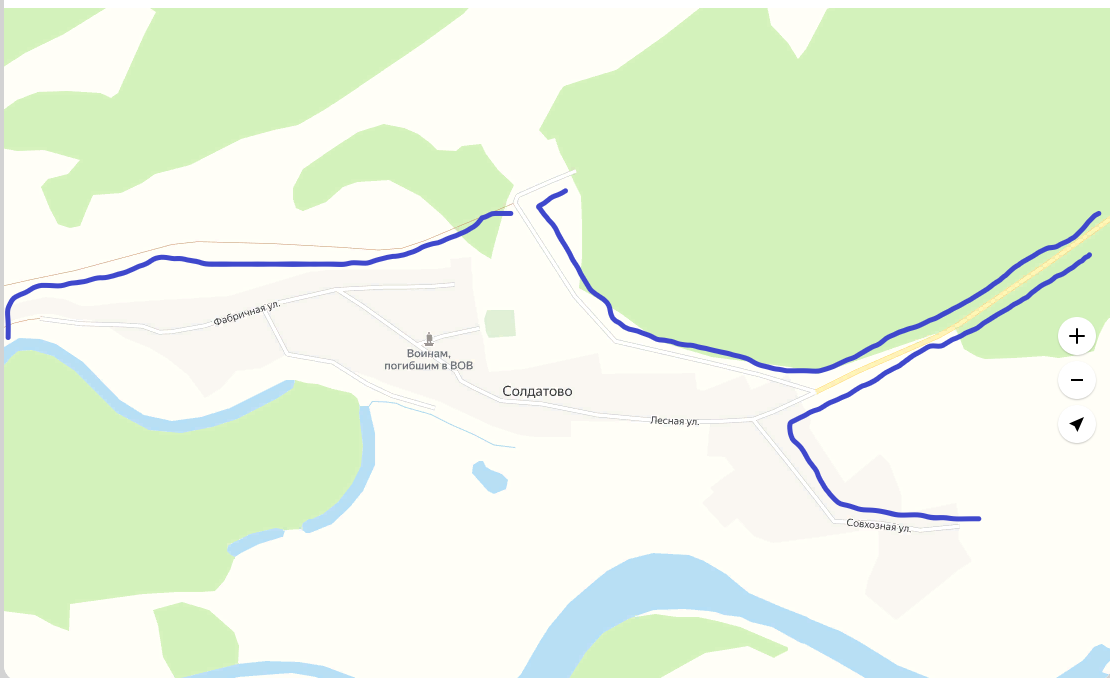 Фабричная ул.
Воинам,
погибшим в ВОВ
Солдатово
Лесная ул.
Совхозная ул.